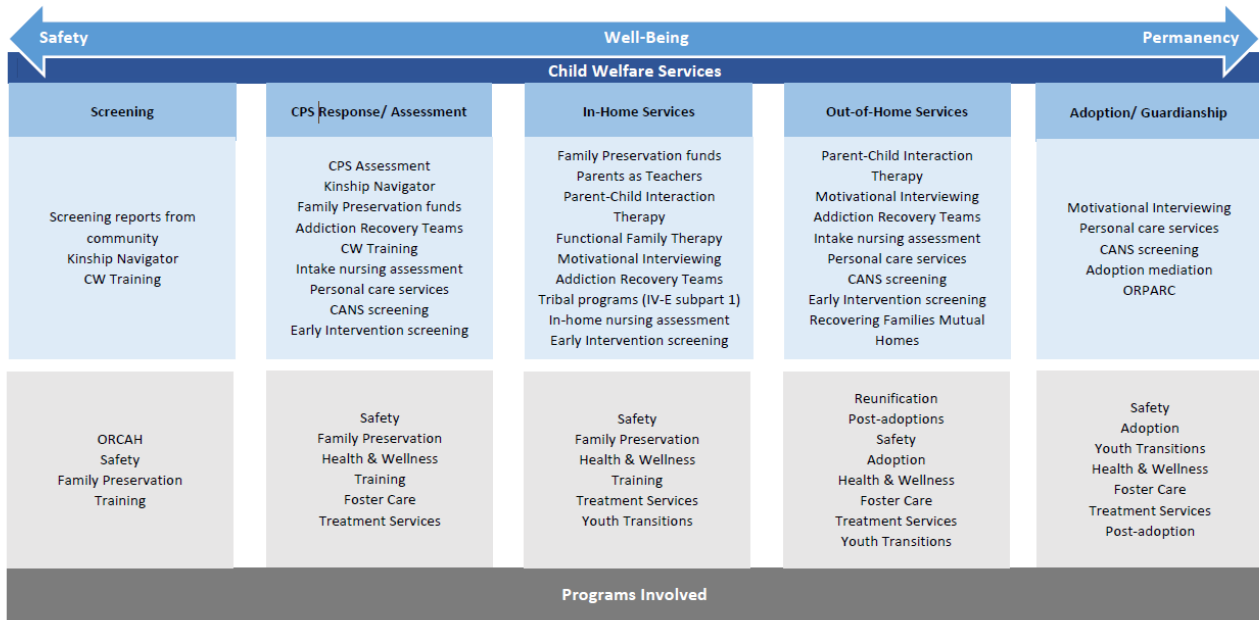 Safety
Well-Being
Permanency
Child Welfare Services
Screening
CPS Response/ Assessment
In-Home Services
Out-of-Home Services
Adoption/ Guardianship
Screening reports from
community
Kinship Navigator
CW Training
CPS Assessment
Kinship Navigator
Family Preservation funds
Addiction Recovery Teams
CW Training
Intake nursing assessment
Personal care services
CANS screening
Early Intervention screening
Family Preservation funds
Parents as Teachers
Parent-Child Interaction
Therapy
Functional Family Therapy
Motivational Interviewing
Addiction Recovery Teams
Tribal programs (IV-E subpart 1)
In-home nursing assessment
Early Intervention screening
Parent-Child Interaction
Therapy
Motivational Interviewing
Addiction Recovery Teams
Intake nursing assessment
Personal care services
CANS screening
Early Intervention screening
Recovering Families Mutual
Homes
Motivational Interviewing
Personal care services
CANS screening
Adoption mediation
ORPARC
ORCAH
Safety
Family Preservation
Training
Safety
Family Preservation
Health & Wellness
Training
Foster Care
Treatment Services
Safety
Family Preservation
Health & Wellness
Training
Treatment Services
Youth Transitions
Reunification
Post-adoptions
Safety
Adoption
Health & Wellness
Foster Care
Treatment Services
Youth Transitions
Safety
Adoption
Youth Transitions
Health & Wellness
Foster Care
Treatment Services
Post-adoption
Programs Involved